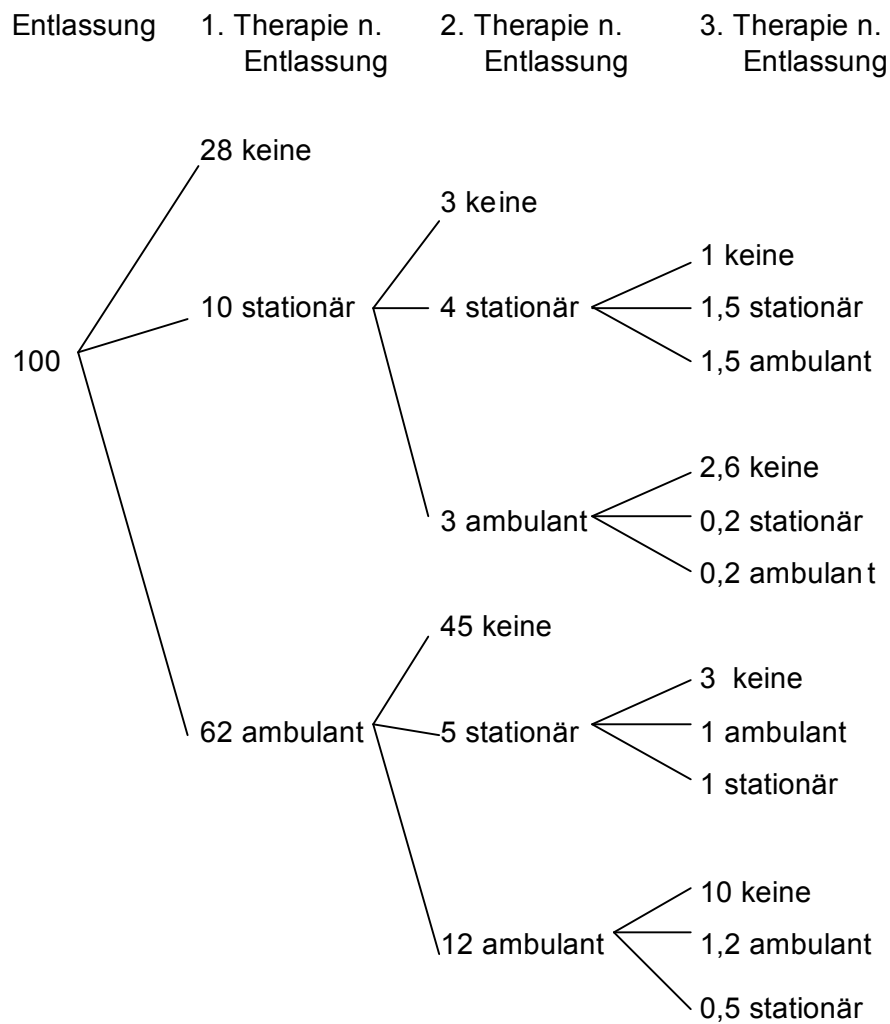 Entlassung 1. Therapie n. 2. Therapie n. 3. Therapie n.
Entlassung Entlassung Entlassung
28 keine
3 keine
1 keine
10 stationär 4 stationär 1,5 stationär
100 1,5 ambulant
2,6 keine
3 ambulant 0,2 stationär
0,2 ambulant
45 keine
3 keine
62 ambulant 5 stationär 1 ambulant
1 stationär
10 keine
12 ambulant 1,2 ambulant
0,5 stationär